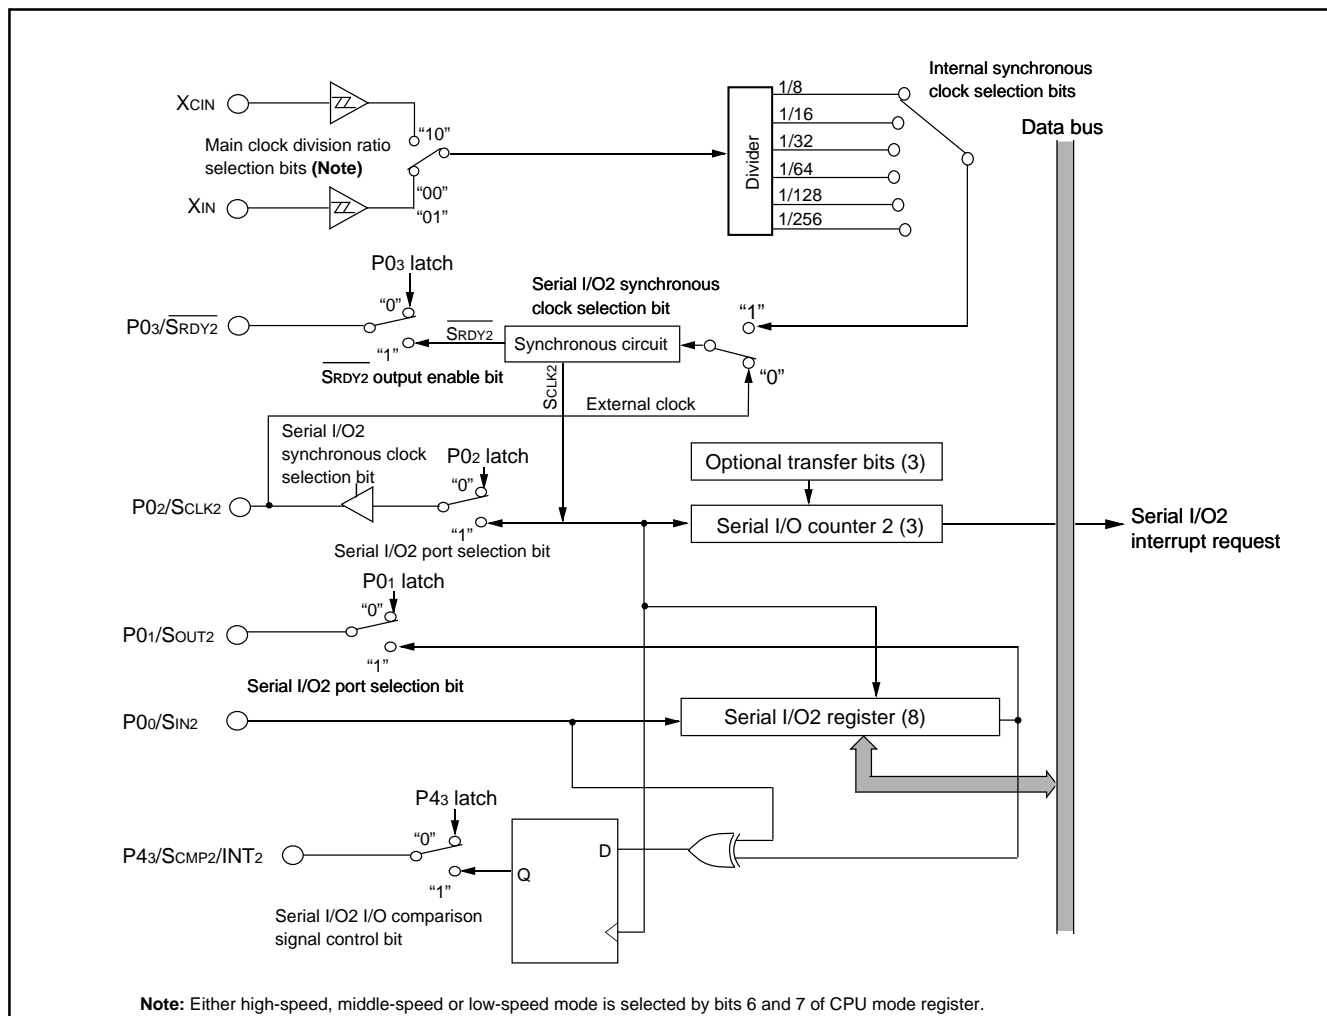 XCIN
"10"
Main clock division ratio
selection bits (Note)
XIN
"00"
"01"
Divider
1/8
1/16
1/32
1/64
1/128
1/256
Internal synchronous
clock selection bits
Data bus
P03 latch
"0"
P03/SRDY2
"1"
SRDY2
SRDY2 output enable bit
Serial I/O2 synchronous
clock selection bit
Synchronous circuit
"1"
"0"
SCLK2
External clock
Serial I/O2
synchronous clock
selection bit
P02 latch
"0"
P02/SCLK2
"1"
Serial I/O2 port selection bit
Optional transfer bits (3)
Serial I/O counter 2 (3)
Serial I/O2
interrupt request
P01 latch
"0"
P01/SOUT2
"1"
Serial I/O2 port selection bit
P00/SIN2
Serial I/O2 register (8)
P43 latch
"0"
P43/SCMP2/INT2
"1"
Q
D
Serial I/O2 I/O comparison
signal control bit
Note: Either high-speed, middle-speed or low-speed mode is selected by bits 6 and 7 of CPU mode register.